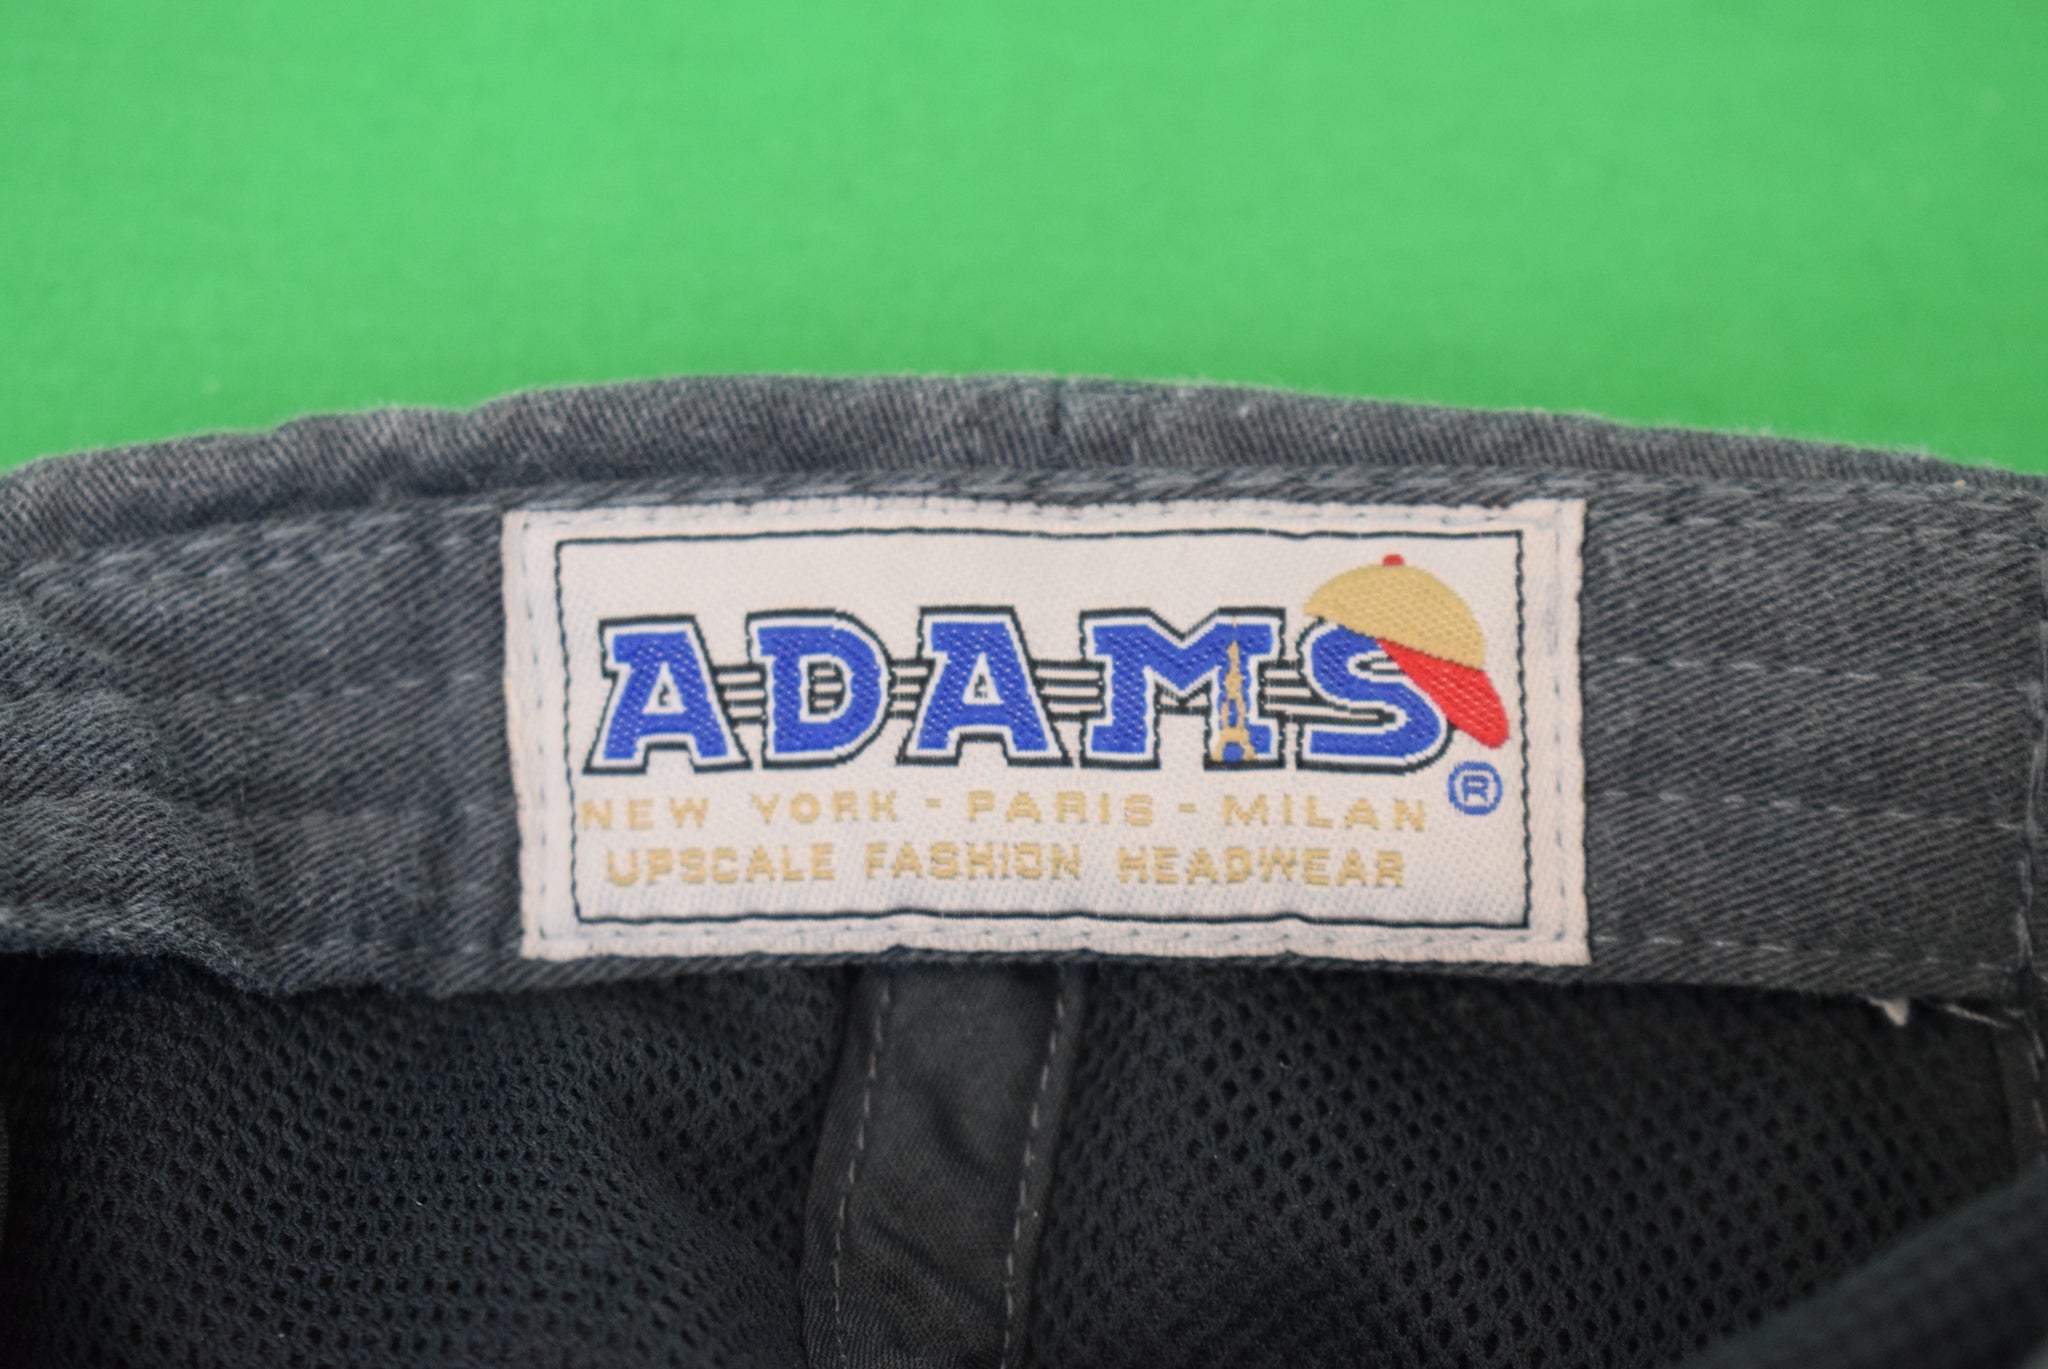 ADAMS
®
NEW YORK - PARIS - MILAN
UPSCALE FASHION HEADWEAR